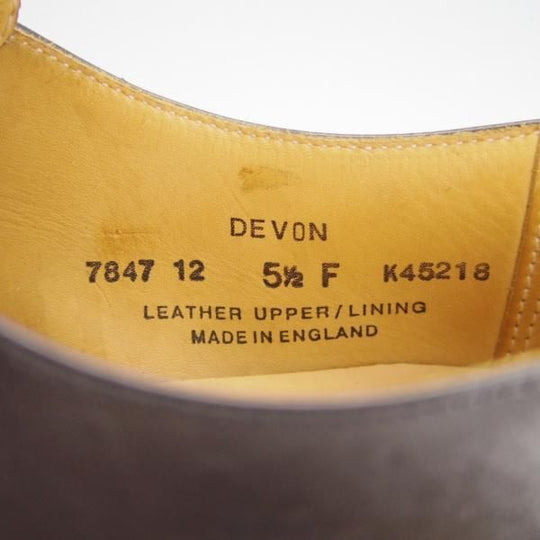 DEVON
7847 12 5½ F K45218
LEATHER UPPER/LINING
MADE IN ENGLAND